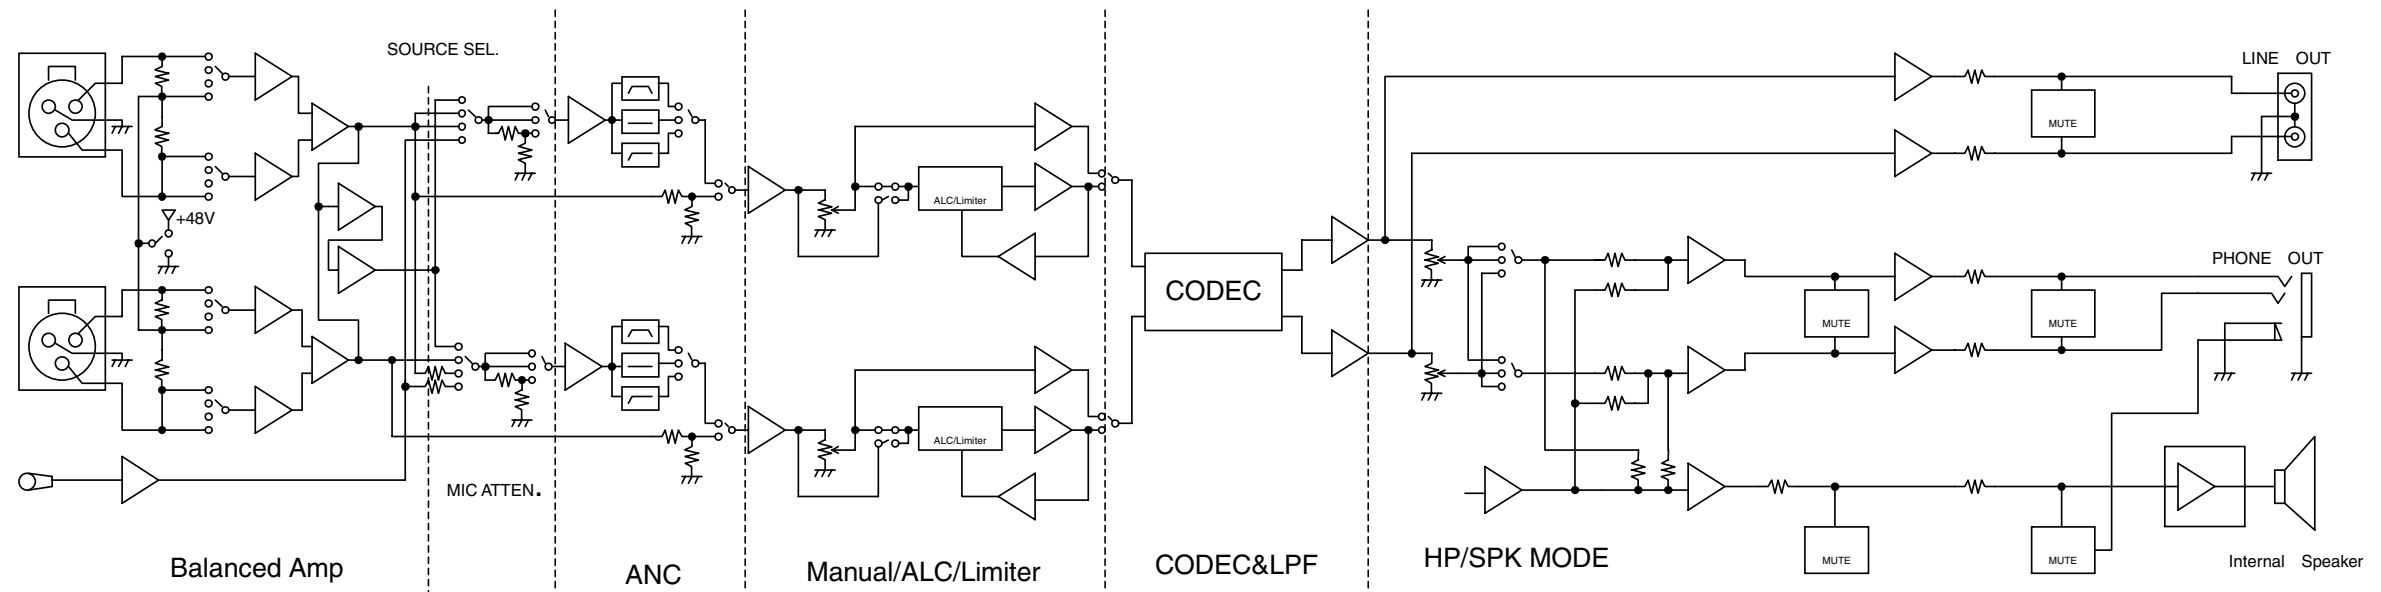 SOURCE SEL.
LINE OUT
MUTE
+48V
ALC/Limiter
CODEC
PHONE OUT
MUTE
MUTE
ALC/Limiter
MIC ATTEN.
MUTE
MUTE
Internal Speaker
Balanced Amp
ANC
Manual/ALC/Limiter
CODEC&LPF
HP/SPK MODE